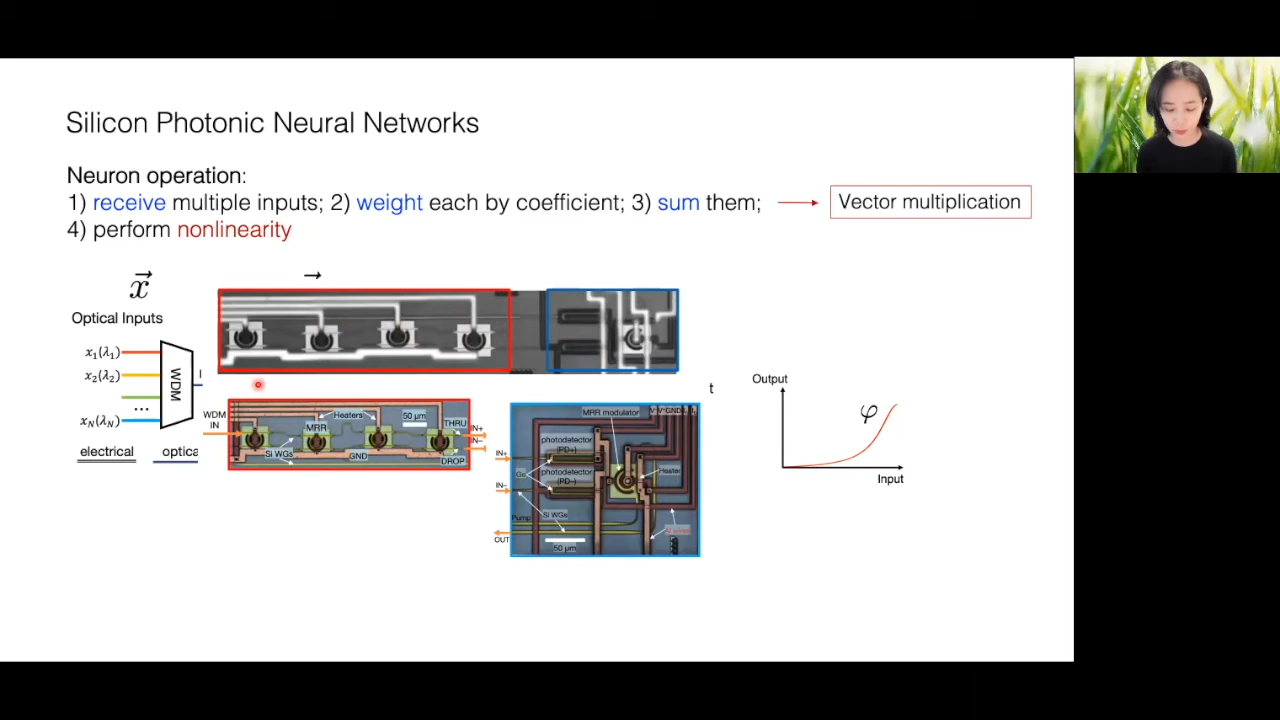 Silicon Photonic Neural Networks
Neuron operation:
1) receive multiple inputs; 2) weight each by coefficient; 3) sum them;
Vector multiplication
4) perform nonlinearity
x
Optical Inputs
x₁(λ₁)
x₂(λ₂)
...
x_N(λ_N)
WDM
electrical
optica
WDM
IN
Heaters
MRR
50 μm
THRU
Si WGs
GND
DROP
IN+
IN-
MRR modulator
photodetector
(PD+)
photodetector
(PD-)
Heater
IN+
IN-
Ge
Si WGs
Pump
OUT
50 μm
t
Output
φ
Input